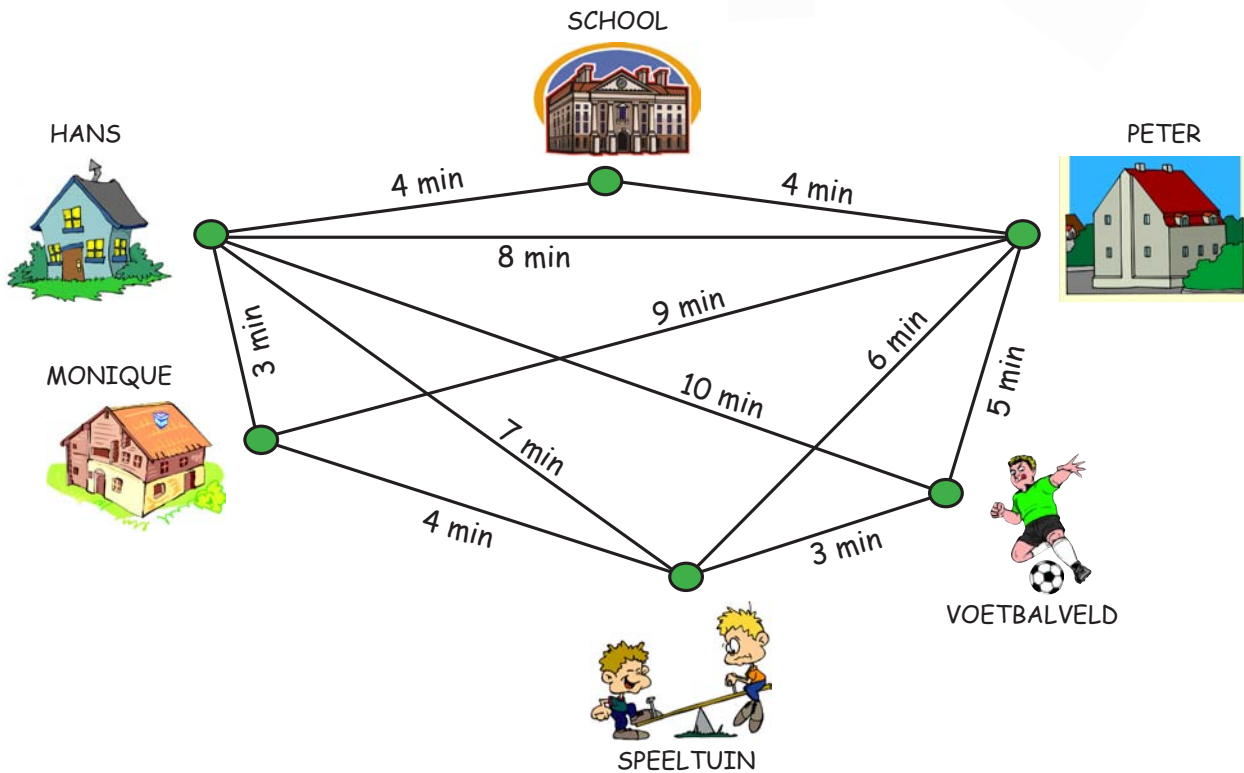 SCHOOL
HANS
PETER
4 min
4 min
8 min
9 min
3 min
6 min
MONIQUE
10 min
5 min
7 min
4 min
3 min
VOETBALVELD
SPEELTUIN